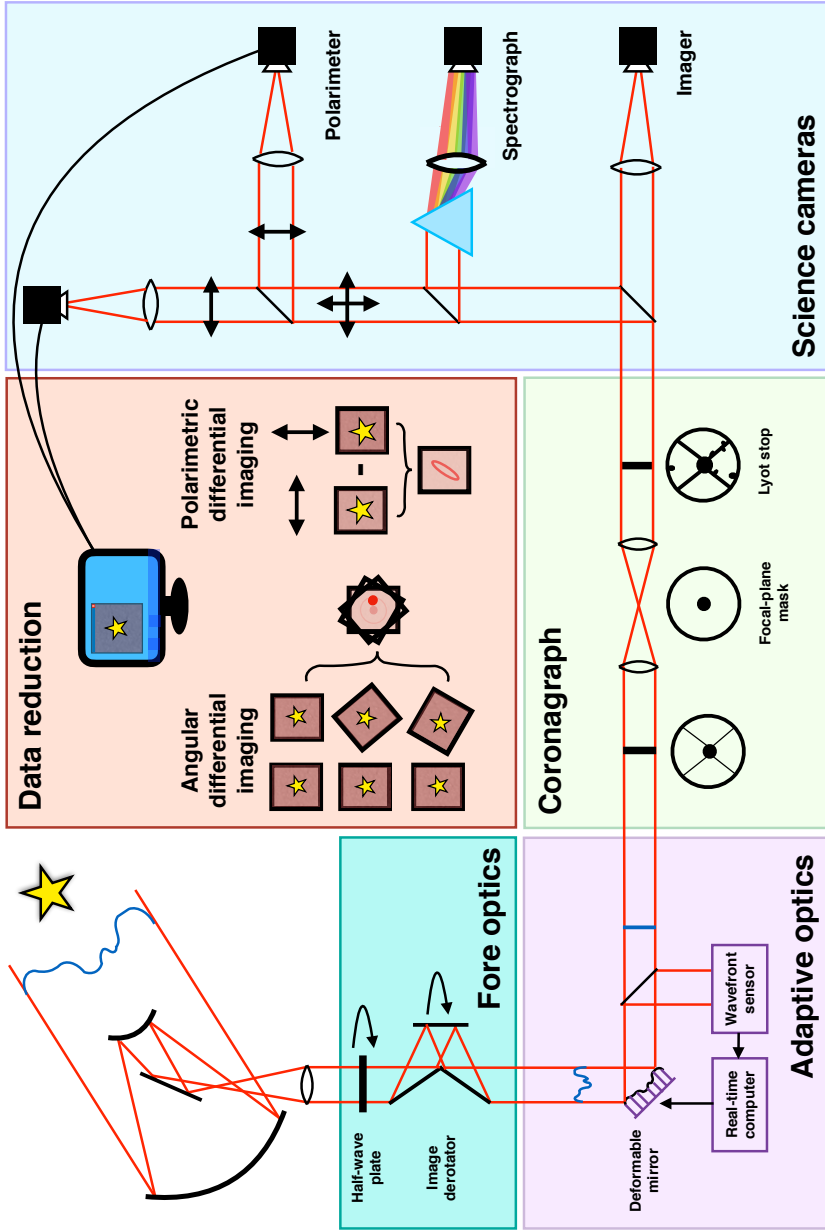 Fore optics
Half-wave
plate
Image
derotator
Adaptive optics
Deformable
mirror
Real-time
computer
Wavefront
sensor
Data reduction
Angular
differential
imaging
Polarimetric
differential
imaging
-
Coronagraph
Focal-plane
mask
Lyot stop
Science cameras
Polarimeter
Spectrograph
Imager